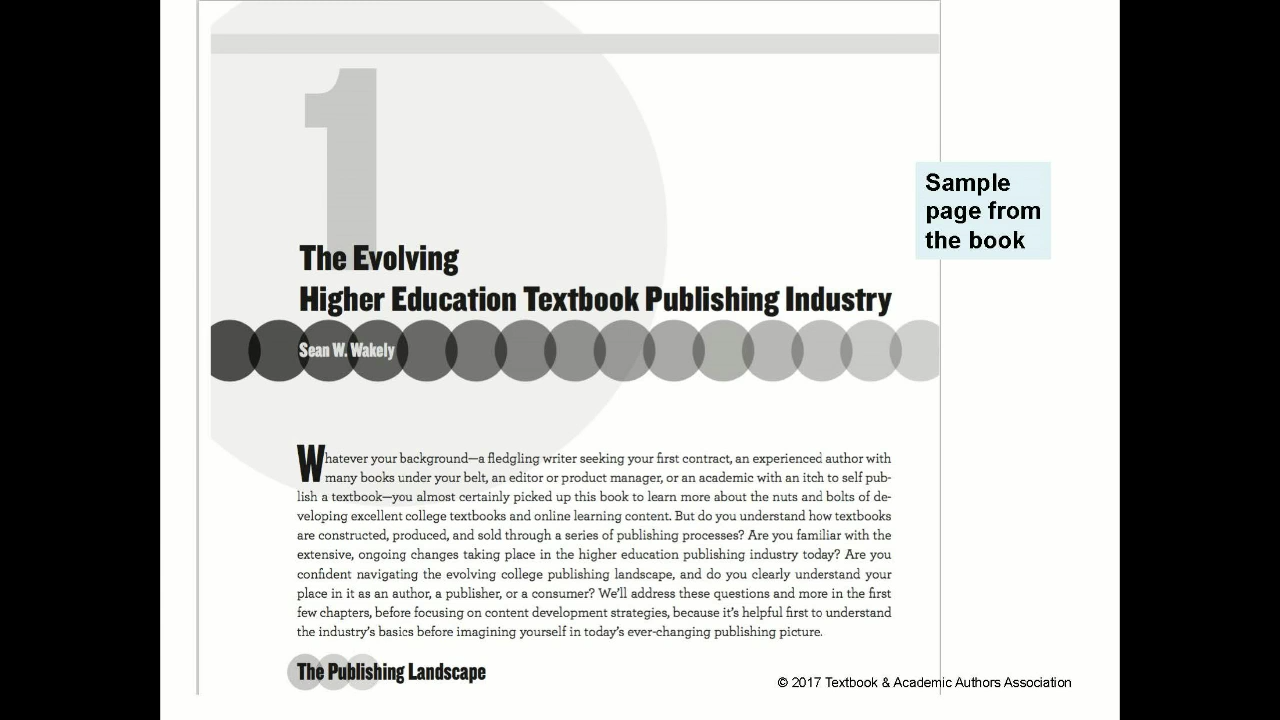 1
The Evolving
Higher Education Textbook Publishing Industry
Sean W. Wakely
Sample
page from
the book
Whatever your background—a fledgling writer seeking your first contract, an experienced author with
many books under your belt, an editor or product manager, or an academic with an itch to self pub-
lish a textbook—you almost certainly picked up this book to learn more about the nuts and bolts of de-
veloping excellent college textbooks and online learning content. But do you understand how textbooks
are constructed, produced, and sold through a series of publishing processes? Are you familiar with the
extensive, ongoing changes taking place in the higher education publishing industry today? Are you
confident navigating the evolving college publishing landscape, and do you clearly understand your
place in it as an author, a publisher, or a consumer? We'll address these questions and more in the first
few chapters, before focusing on content development strategies, because it's helpful first to understand
the industry's basics before imagining yourself in today's ever-changing publishing picture.
The Publishing Landscape
© 2017 Textbook & Academic Authors Association